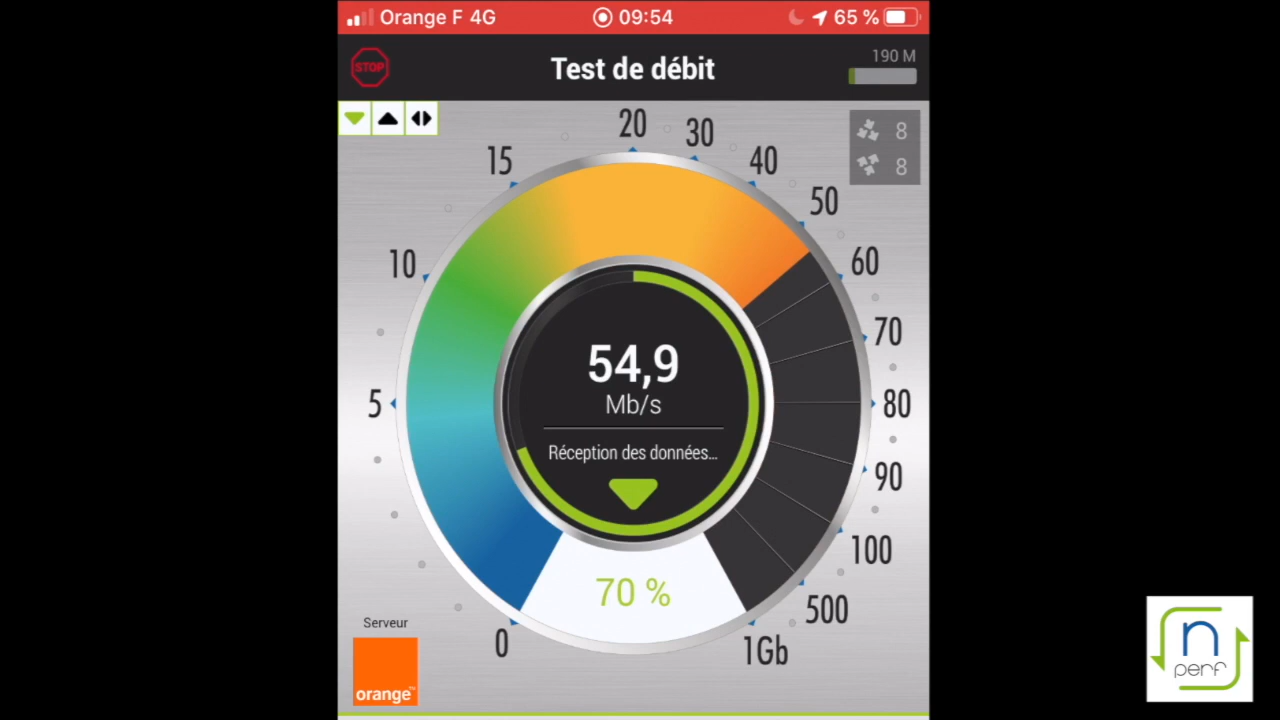 Orange F 4G 09:54 65 %
STOP Test de débit 190 M
8
8
20
30
15
40
50
10
60
70
5
80
90
100
500
0
1Gb
54,9
Mb/s
Réception des données...
70 %
Serveur
orange™
n
perf